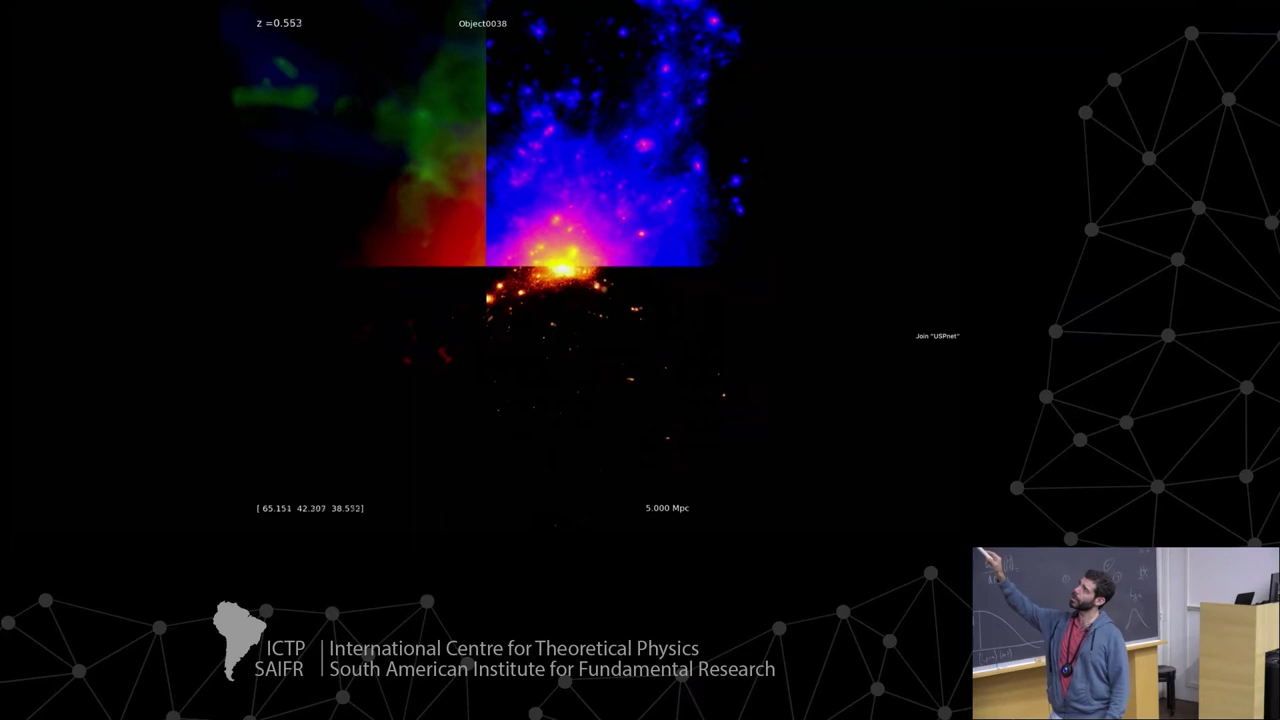 z =0.553
Object0038
Join "USPnet"
[ 65.151 42.307 38.552]
5.000 Mpc
ICTP
SAIFR
International Centre for Theoretical Physics
South American Institute for Fundamental Research